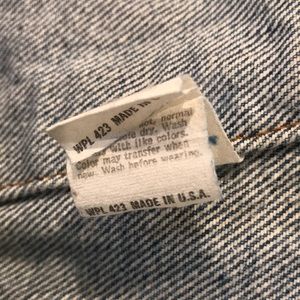 WPL 423 MADE IN
hot, normal
dry. Wash
with like colors.
Color may transfer when
new. Wash before wearing.
WPL 423 MADE IN U.S.A.